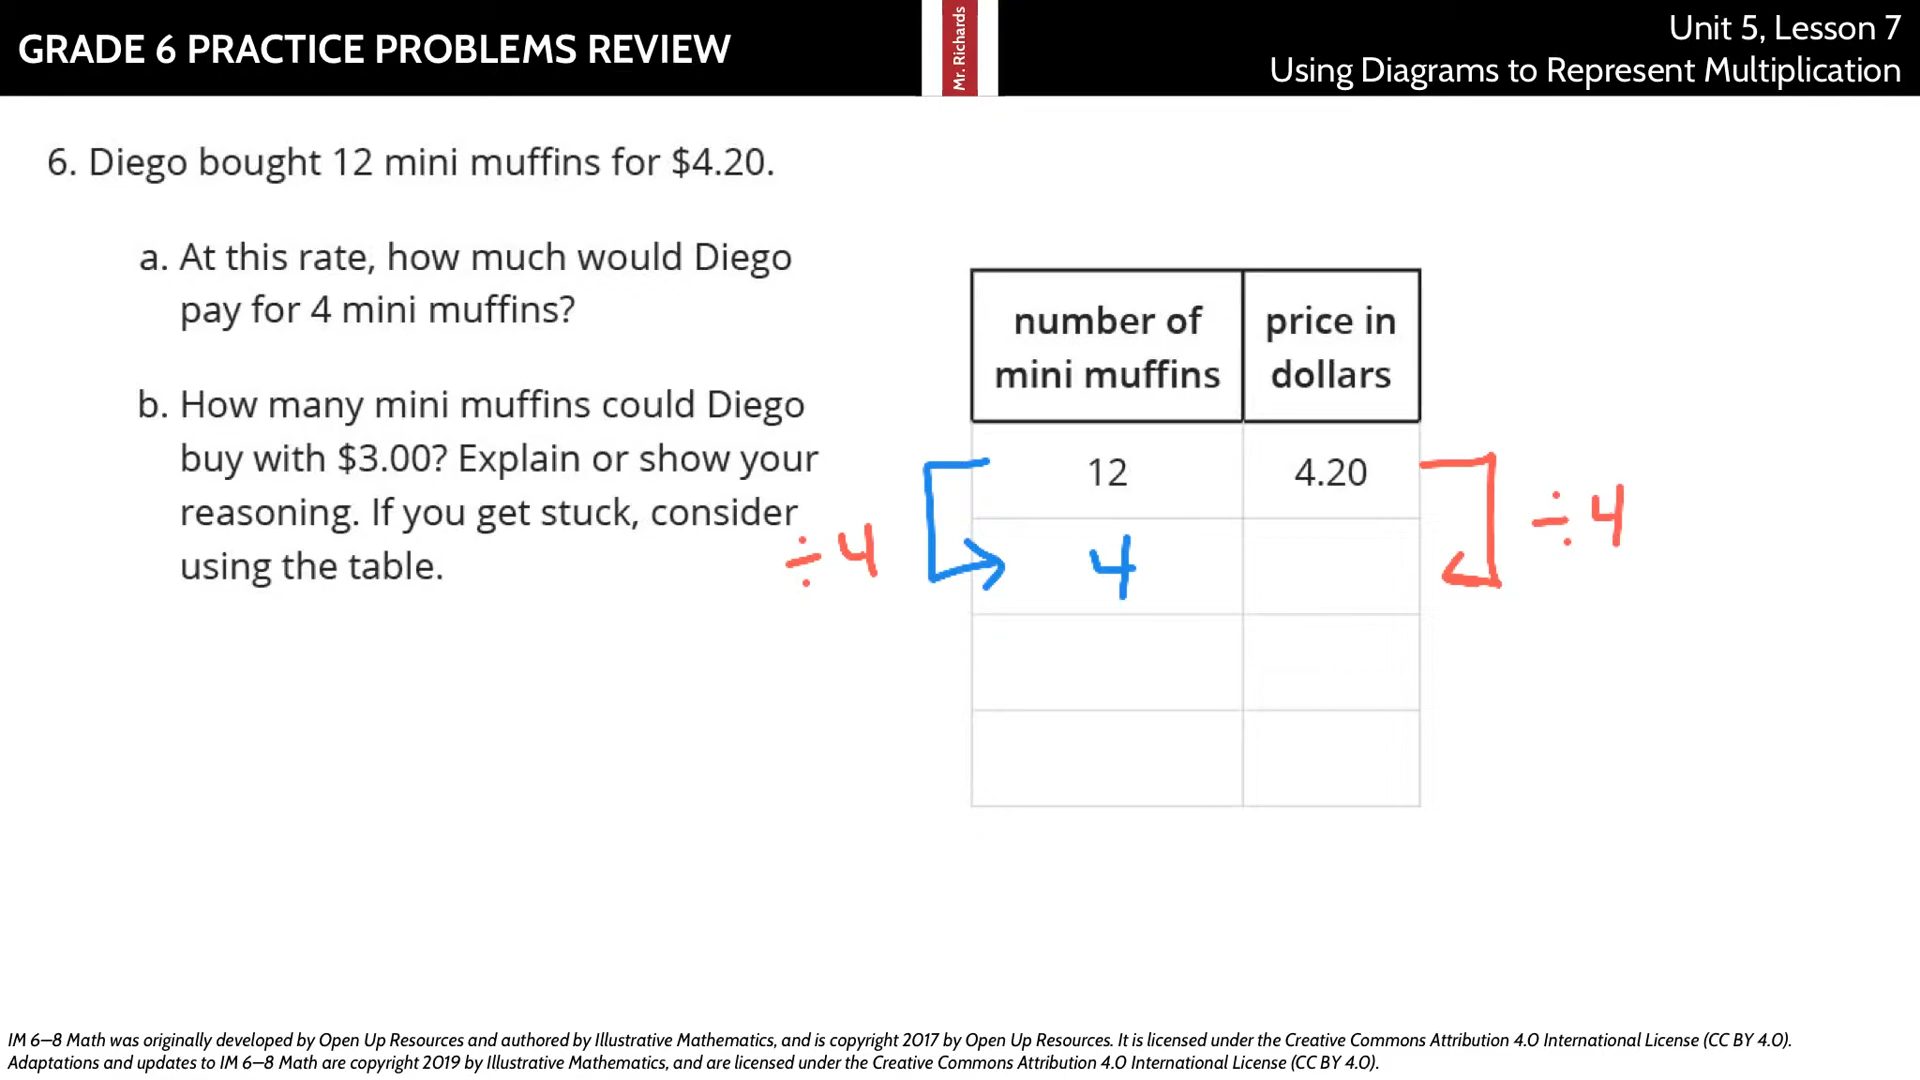 GRADE 6 PRACTICE PROBLEMS REVIEW
Mr. Richards
Unit 5, Lesson 7
Using Diagrams to Represent Multiplication
6. Diego bought 12 mini muffins for $4.20.
a. At this rate, how much would Diego
pay for 4 mini muffins?
b. How many mini muffins could Diego
buy with $3.00? Explain or show your
reasoning. If you get stuck, consider
using the table.
number of
mini muffins
price in
dollars
12
4.20
÷4
4
÷4
IM 6–8 Math was originally developed by Open Up Resources and authored by Illustrative Mathematics, and is copyright 2017 by Open Up Resources. It is licensed under the Creative Commons Attribution 4.0 International License (CC BY 4.0).
Adaptations and updates to IM 6–8 Math are copyright 2019 by Illustrative Mathematics, and are licensed under the Creative Commons Attribution 4.0 International License (CC BY 4.0).